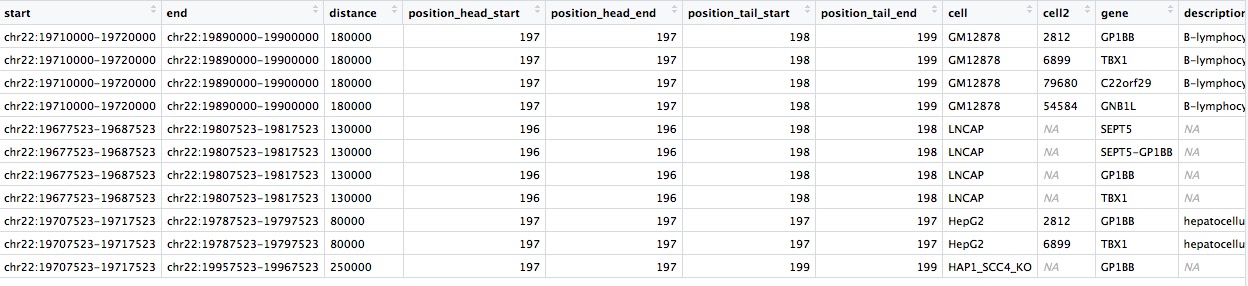 start end distance position_head_start position_head_end position_tail_start position_tail_end cell cell2 gene description
chr22:19710000-19720000 chr22:19890000-19900000 180000 197 197 198 199 GM12878 2812 GP1BB B-lymphocy
chr22:19710000-19720000 chr22:19890000-19900000 180000 197 197 198 199 GM12878 6899 TBX1 B-lymphocy
chr22:19710000-19720000 chr22:19890000-19900000 180000 197 197 198 199 GM12878 79680 C22orf29 B-lymphocy
chr22:19710000-19720000 chr22:19890000-19900000 180000 197 197 198 199 GM12878 54584 GNB1L B-lymphocy
chr22:19677523-19687523 chr22:19807523-19817523 130000 196 196 198 198 LNCAP NA SEPT5 NA
chr22:19677523-19687523 chr22:19807523-19817523 130000 196 196 198 198 LNCAP NA SEPT5-GP1BB NA
chr22:19677523-19687523 chr22:19807523-19817523 130000 196 196 198 198 LNCAP NA GP1BB NA
chr22:19677523-19687523 chr22:19807523-19817523 130000 196 196 198 198 LNCAP NA TBX1 NA
chr22:19707523-19717523 chr22:19787523-19797523 80000 197 197 197 197 HepG2 2812 GP1BB hepatocellu
chr22:19707523-19717523 chr22:19787523-19797523 80000 197 197 197 197 HepG2 6899 TBX1 hepatocellu
chr22:19707523-19717523 chr22:19957523-19967523 250000 197 197 199 199 HAP1_SCC4_KO NA GP1BB NA